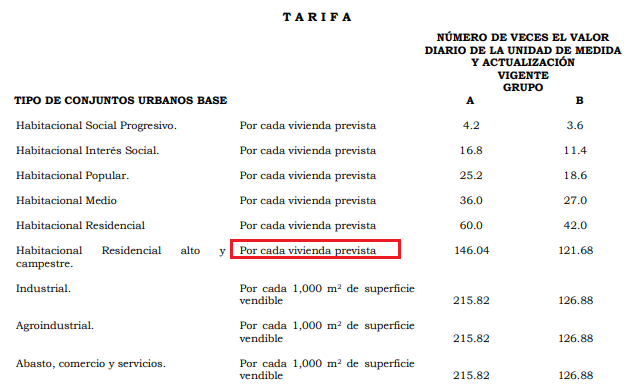 T A R I F A
NÚMERO DE VECES EL VALOR
DIARIO DE LA UNIDAD DE MEDIDA
Y ACTUALIZACIÓN
VIGENTE
GRUPO
TIPO DE CONJUNTOS URBANOS BASE A B
Habitacional Social Progresivo. Por cada vivienda prevista 4.2 3.6
Habitacional Interés Social. Por cada vivienda prevista 16.8 11.4
Habitacional Popular. Por cada vivienda prevista 25.2 18.6
Habitacional Medio Por cada vivienda prevista 36.0 27.0
Habitacional Residencial Por cada vivienda prevista 60.0 42.0
Habitacional Residencial alto y Por cada vivienda prevista 146.04 121.68
campestre.
Industrial. Por cada 1,000 m² de superficie
vendible 215.82 126.88
Agroindustrial. Por cada 1,000 m² de superficie
vendible 215.82 126.88
Abasto, comercio y servicios. Por cada 1,000 m² de superficie
vendible 215.82 126.88